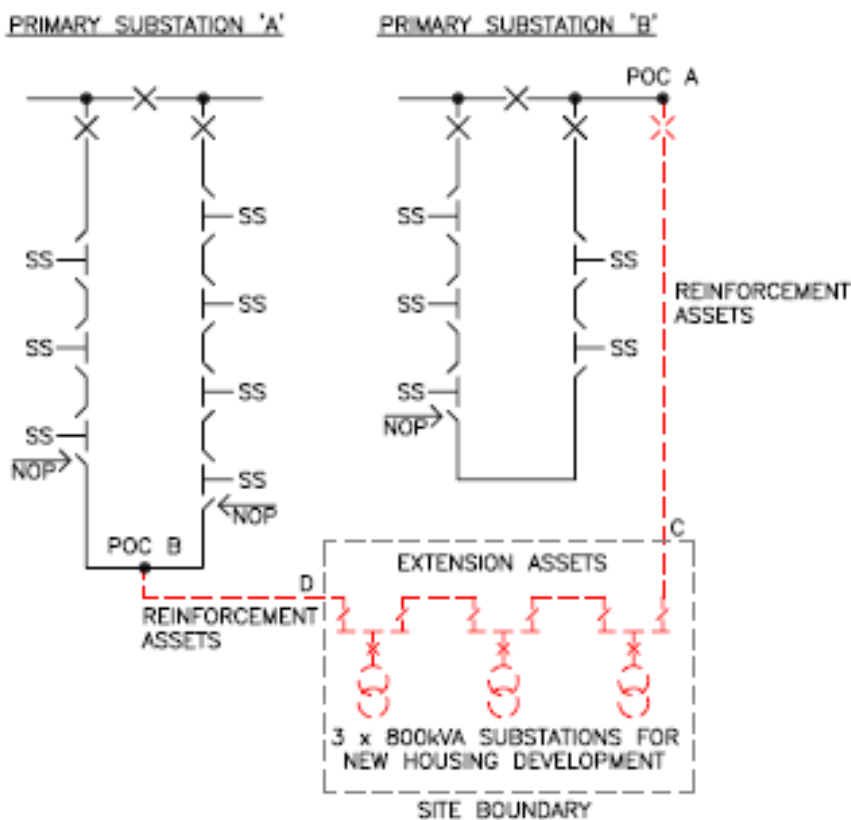 PRIMARY SUBSTATION 'A'
PRIMARY SUBSTATION 'B'
POC A
SS
SS
SS
SS
SS
SS
SS
NOP
NOP
SS
SS
SS
SS
SS
NOP
REINFORCEMENT
ASSETS
POC B
C
D
EXTENSION ASSETS
REINFORCEMENT
ASSETS
3 x 800kVA SUBSTATIONS FOR
NEW HOUSING DEVELOPMENT
SITE BOUNDARY